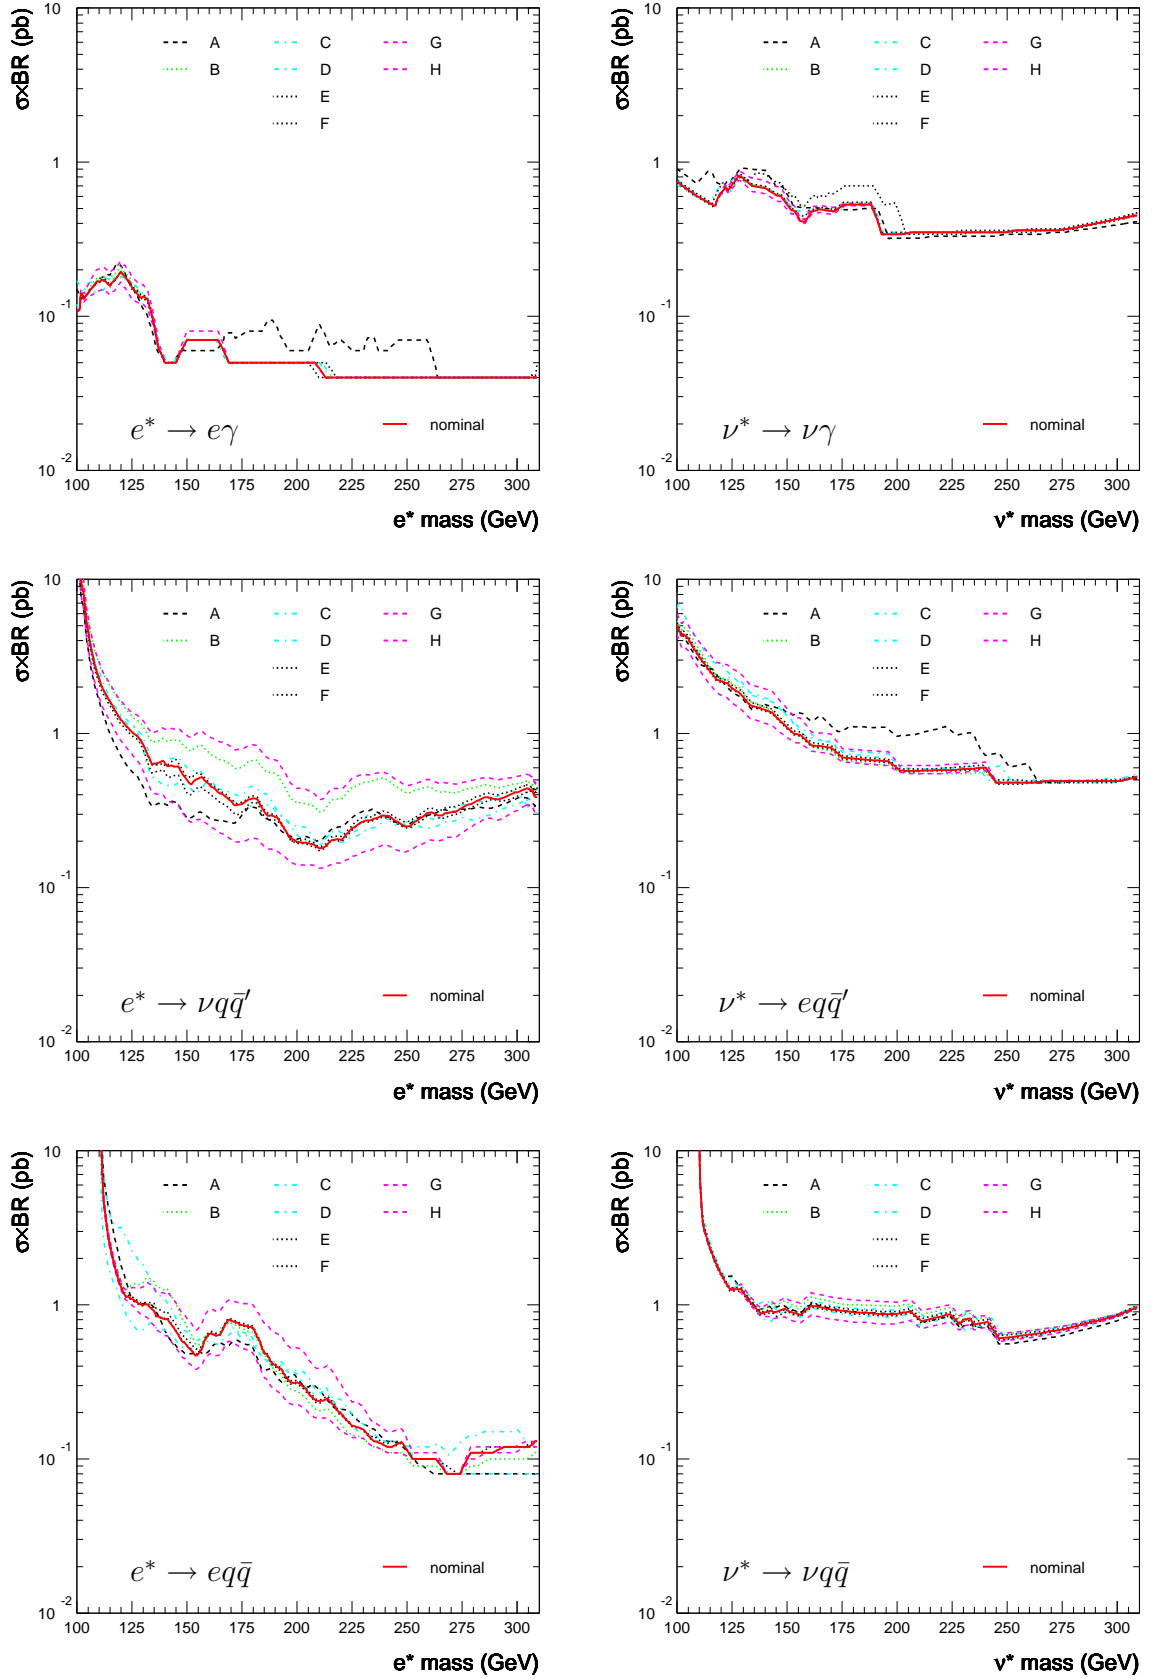 σ×BR (pb)
10
1
10 -1
10 -2
A C G
B D H
E
F
e* → eγ
nominal
100 125 150 175 200 225 250 275 300
e* mass (GeV)
σ×BR (pb)
10
1
10 -1
10 -2
A C G
B D H
E
F
ν* → νγ
nominal
100 125 150 175 200 225 250 275 300
ν* mass (GeV)
σ×BR (pb)
10
1
10 -1
10 -2
A C G
B D H
E
F
e* → νqq̄′
nominal
100 125 150 175 200 225 250 275 300
e* mass (GeV)
σ×BR (pb)
10
1
10 -1
10 -2
A C G
B D H
E
F
ν* → eqq̄′
nominal
100 125 150 175 200 225 250 275 300
ν* mass (GeV)
σ×BR (pb)
10
1
10 -1
10 -2
A C G
B D H
E
F
e* → eqq̄
nominal
100 125 150 175 200 225 250 275 300
e* mass (GeV)
σ×BR (pb)
10
1
10 -1
10 -2
A C G
B D H
E
F
ν* → νqq̄
nominal
100 125 150 175 200 225 250 275 300
ν* mass (GeV)